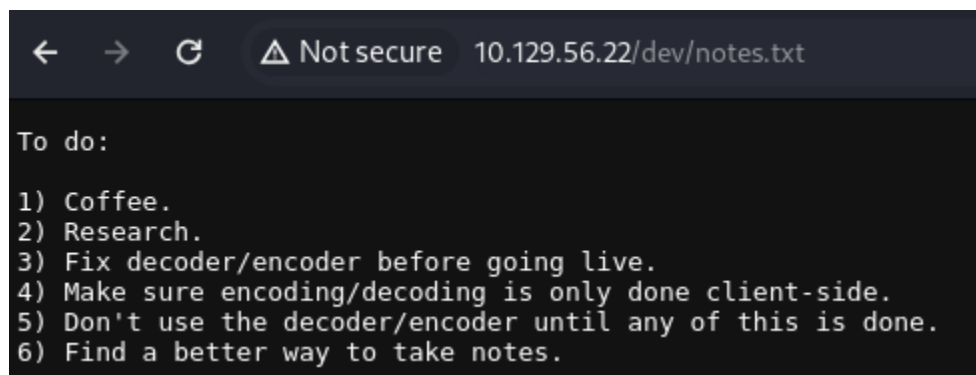 Not secure 10.129.56.22/dev/notes.txt
To do:
1) Coffee.
2) Research.
3) Fix decoder/encoder before going live.
4) Make sure encoding/decoding is only done client-side.
5) Don't use the decoder/encoder until any of this is done.
6) Find a better way to take notes.